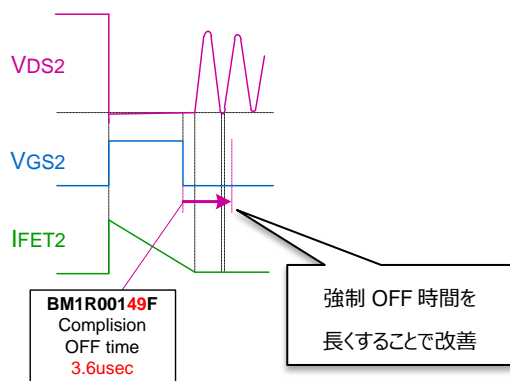 VDS2
VGS2
IFET2
BM1R00149F
Complision
OFF time
3.6usec
強制 OFF 時間を
長くすることで改善